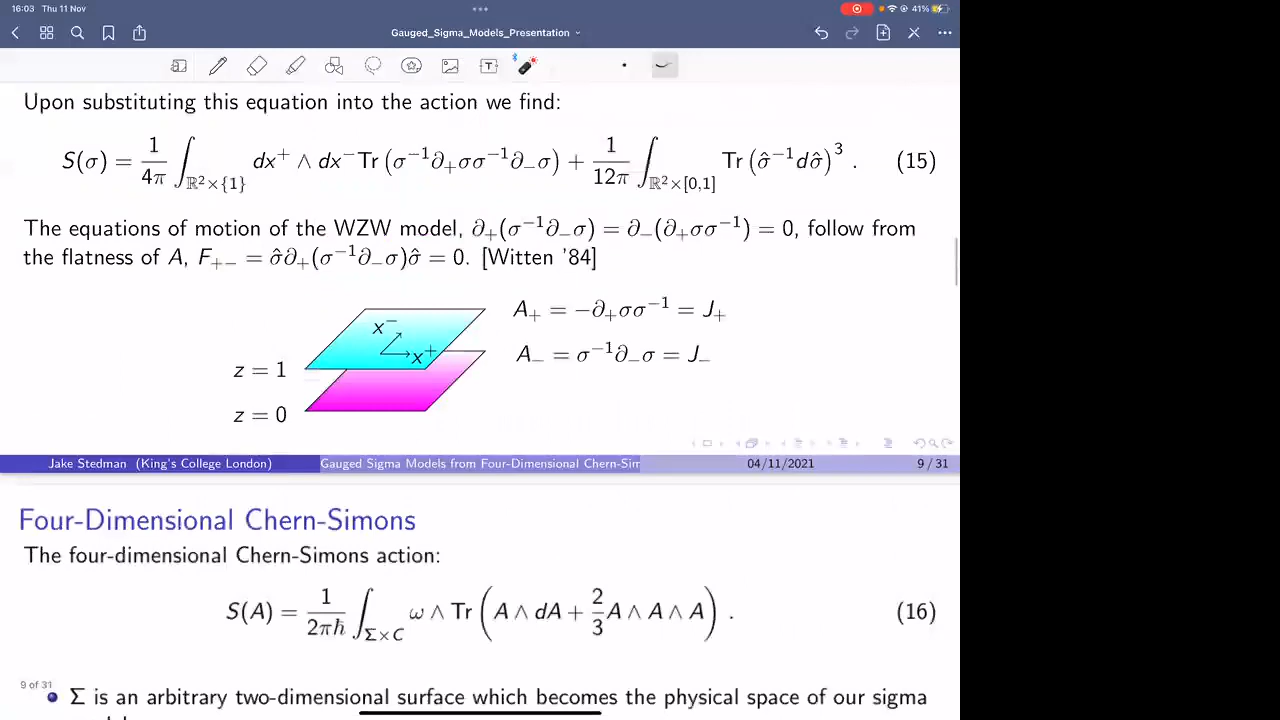 16:03 Thu 11 Nov
41%
Gauged_Sigma_Models_Presentation
Upon substituting this equation into the action we find:
S(σ) = 1/4π ∫_{ℝ²×{1}} dx⁺ ∧ dx⁻ Tr (σ⁻¹∂₊σσ⁻¹∂₋σ) + 1/12π ∫_{ℝ²×[0,1]} Tr (σ̂⁻¹dσ̂)³ . (15)
The equations of motion of the WZW model, ∂₊(σ⁻¹∂₋σ) = ∂₋(∂₊σσ⁻¹) = 0, follow from
the flatness of A, F₊₋ = σ̂∂₊(σ⁻¹∂₋σ)σ̂ = 0. [Witten '84]
x⁻
x⁺
z = 1
z = 0
A₊ = −∂₊σσ⁻¹ = J₊
A₋ = σ⁻¹∂₋σ = J₋
Jake Stedman (King's College London) Gauged Sigma Models from Four-Dimensional Chern-Sim 04/11/2021 9 / 31
Four-Dimensional Chern-Simons
The four-dimensional Chern-Simons action:
S(A) = 1/2πħ ∫_{Σ×C} ω ∧ Tr (A ∧ dA + 2/3 A ∧ A ∧ A) . (16)
9 of 31
Σ is an arbitrary two-dimensional surface which becomes the physical space of our sigma